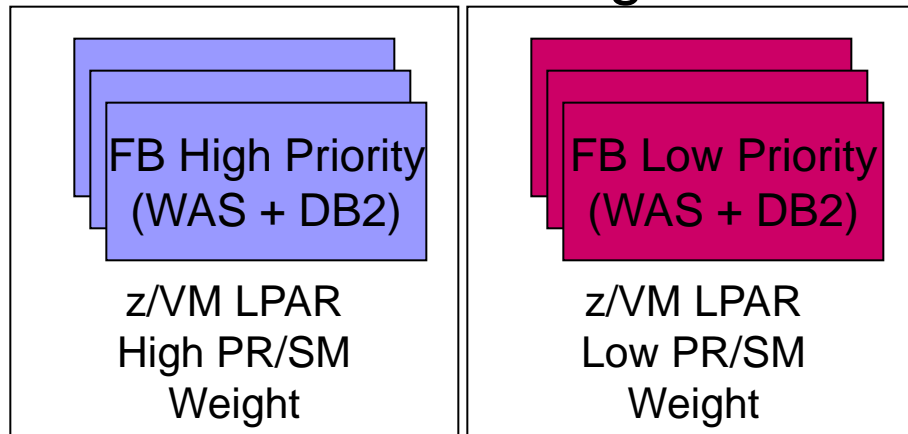 FB High Priority
(WAS + DB2)
z/VM LPAR
High PR/SM
Weight
FB Low Priority
(WAS + DB2)
z/VM LPAR
Low PR/SM
Weight